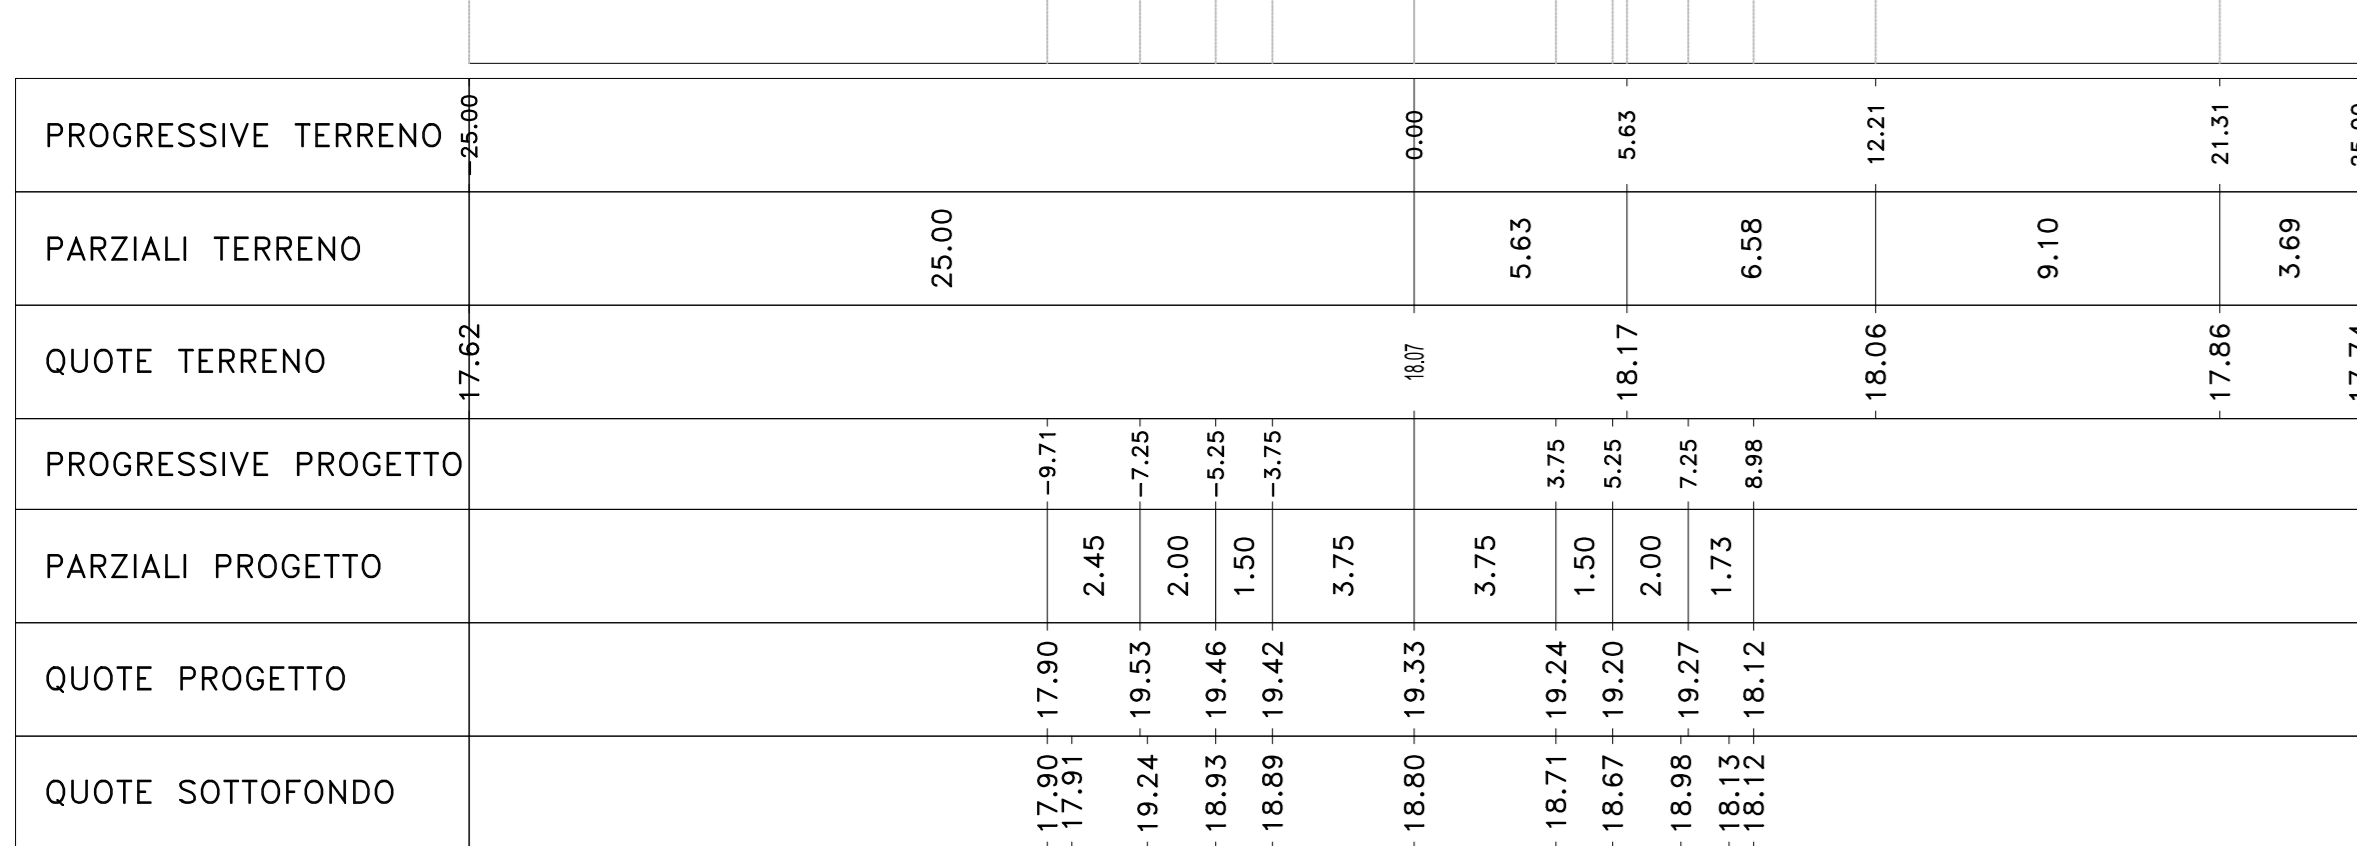 PROGRESSIVE TERRENO -25.00 0.00 5.63 12.21 21.31
PARZIALI TERRENO 25.00 5.63 6.58 9.10 3.69
QUOTE TERRENO 17.62 18.07 18.17 18.06 17.86
PROGRESSIVE PROGETTO -9.71 -7.25 -5.25 -3.75 3.75 5.25 7.25 8.98
PARZIALI PROGETTO 2.45 2.00 1.50 3.75 3.75 1.50 2.00 1.73
QUOTE PROGETTO 17.90 19.53 19.46 19.42 19.33 19.24 19.20 19.27 18.12
QUOTE SOTTOFONDO 17.90 17.91 19.24 18.93 18.89 18.80 18.71 18.67 18.98 18.13 18.12